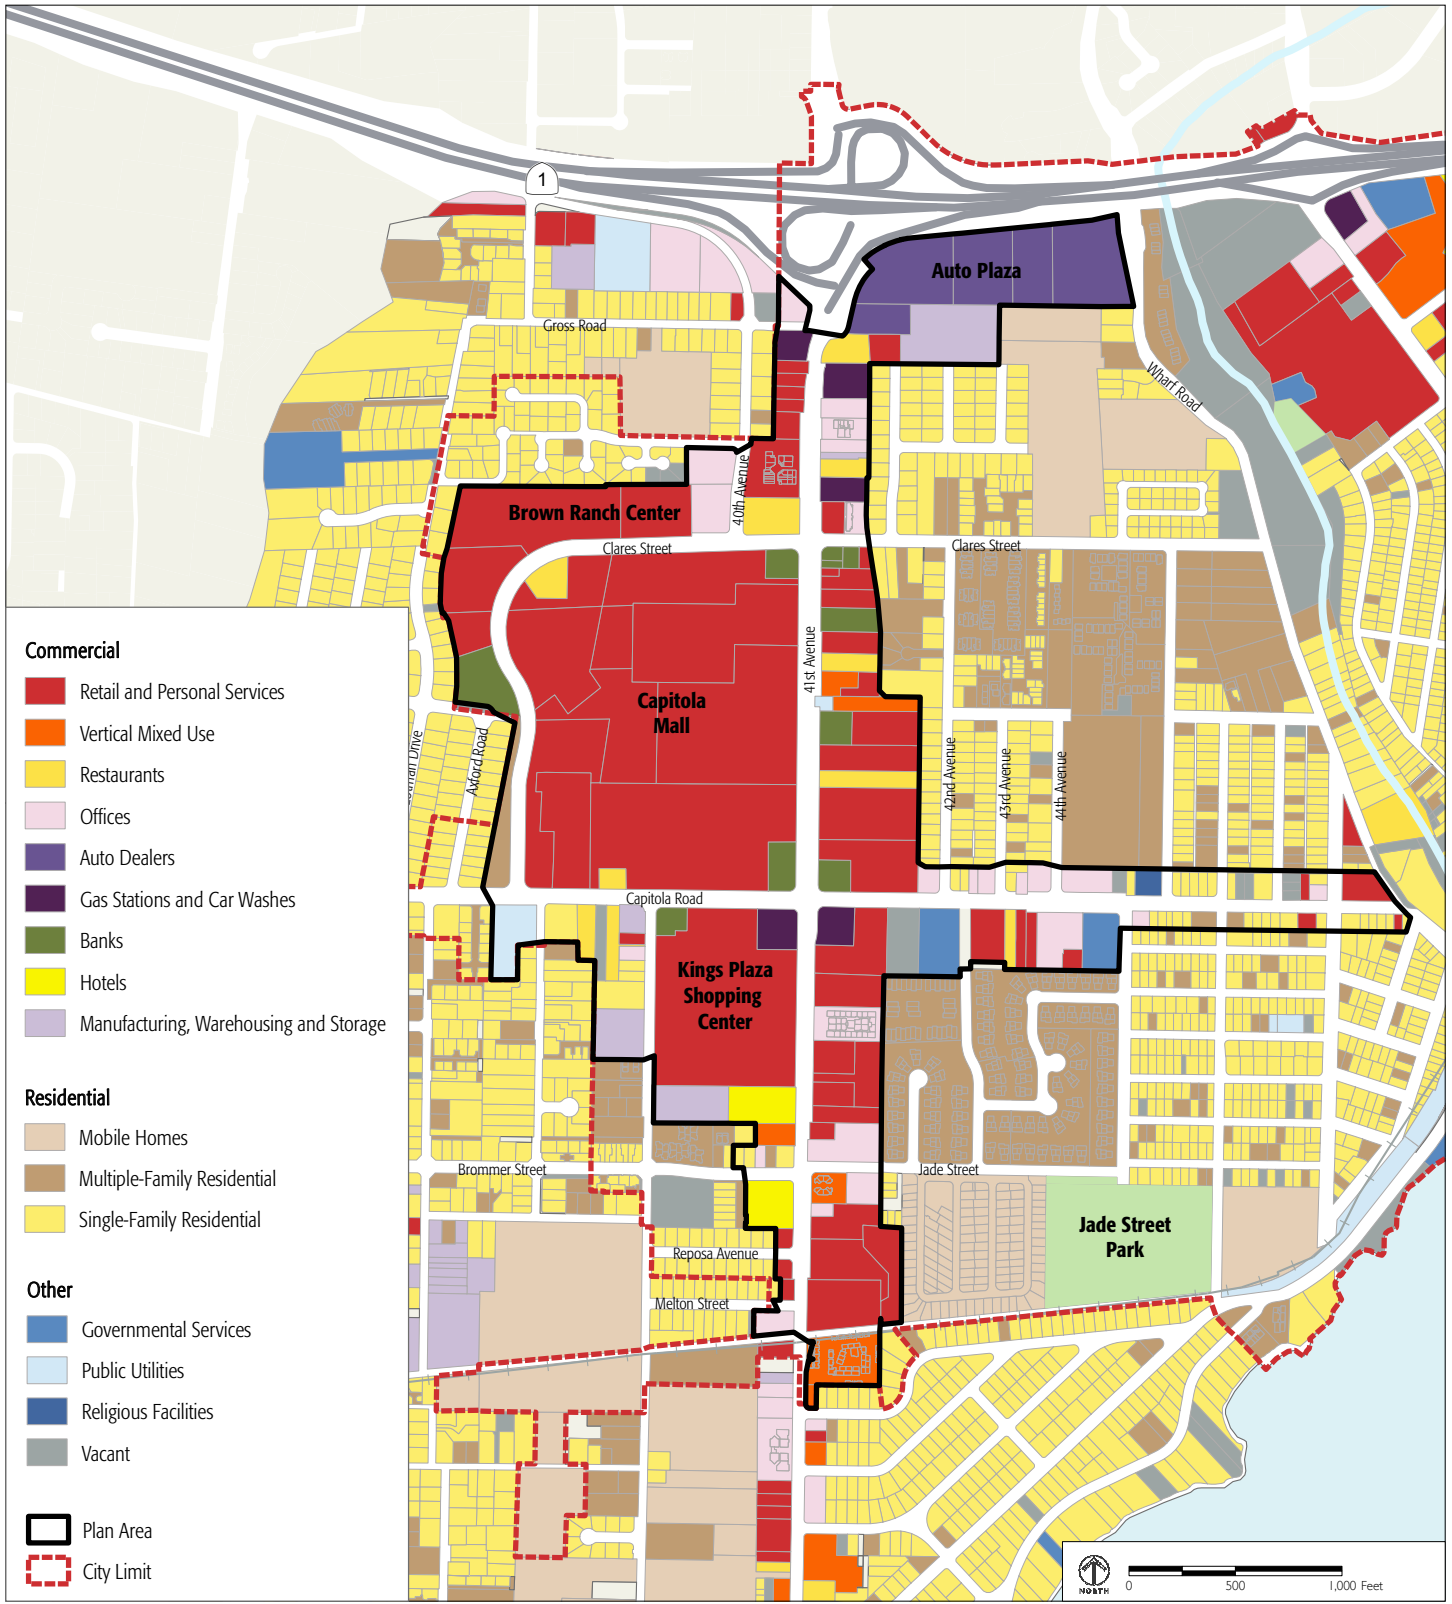 1
Auto Plaza
Gross Road
Wharf Road
40th Avenue
Brown Ranch Center
Clares Street
Clares Street
41st Avenue
Capitola
Mall
Axford Road
42nd Avenue
43rd Avenue
44th Avenue
Capitola Road
Kings Plaza
Shopping
Center
Brommer Street
Jade Street
Jade Street
Park
Reposa Avenue
Melton Street
Commercial
Retail and Personal Services
Vertical Mixed Use
Restaurants
Offices
Auto Dealers
Gas Stations and Car Washes
Banks
Hotels
Manufacturing, Warehousing and Storage
Residential
Mobile Homes
Multiple-Family Residential
Single-Family Residential
Other
Governmental Services
Public Utilities
Religious Facilities
Vacant
Plan Area
City Limit
NORTH
0 500 1,000 Feet